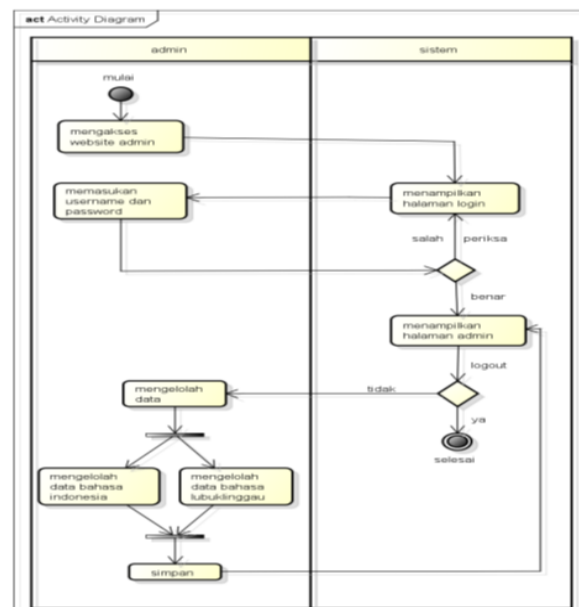 act Activity Diagram
admin
sistem
mulai
mengakses
website admin
memasukan
username dan
password
menampilkan
halaman login
salah
periksa
benar
menampilkan
halaman admin
logout
tidak
mengelolah
data
ya
selesai
mengelolah
data bahasa
indonesia
mengelolah
data bahasa
lubuklinggau
simpan